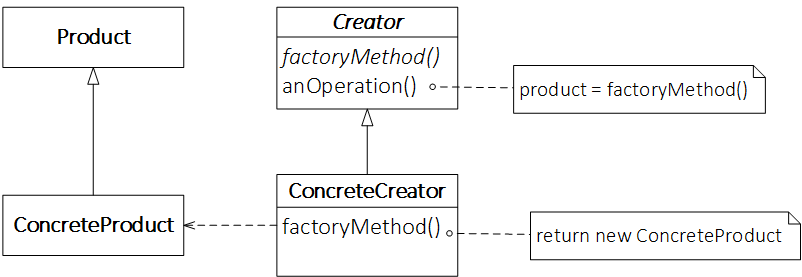 Product
Creator
factoryMethod()
anOperation()
product = factoryMethod()
ConcreteProduct
ConcreteCreator
factoryMethod()
return new ConcreteProduct